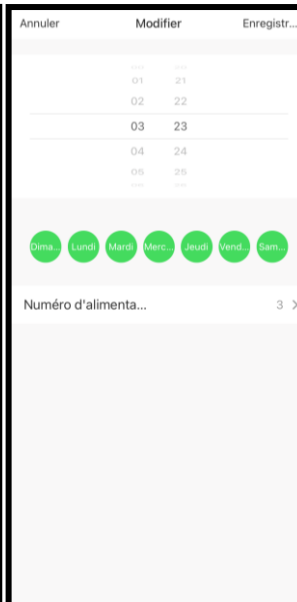 Annuler Modifier Enregistr...
01 21
02 22
03 23
04 24
05 25
Dima... Lundi Mardi Merc... Jeudi Vend... Sam...
Numéro d'alimenta... 3